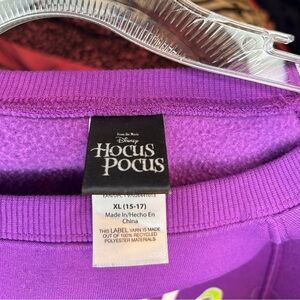 From the Movie
Disney
HOCUS
POCUS
XL (15-17)
Made In/Hecho En
China
THIS LABEL YARN IS MADE
OUT OF 100% RECYCLED
POLYESTER MATERIALS